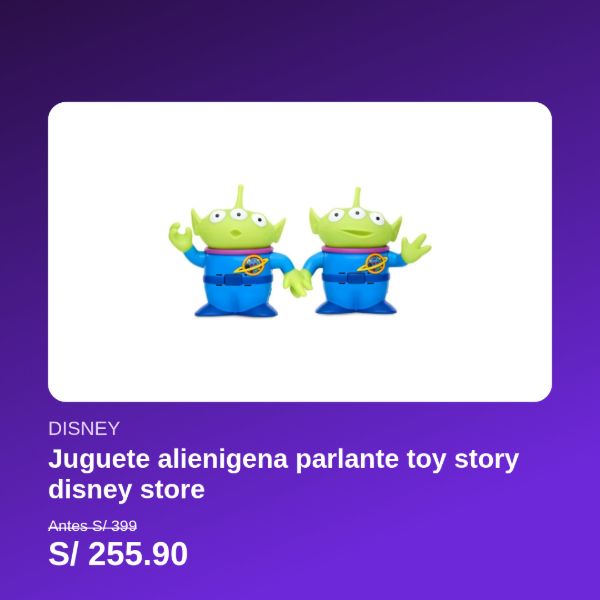 DISNEY
Juguete alienigena parlante toy story
disney store
Antes S/ 399
S/ 255.90